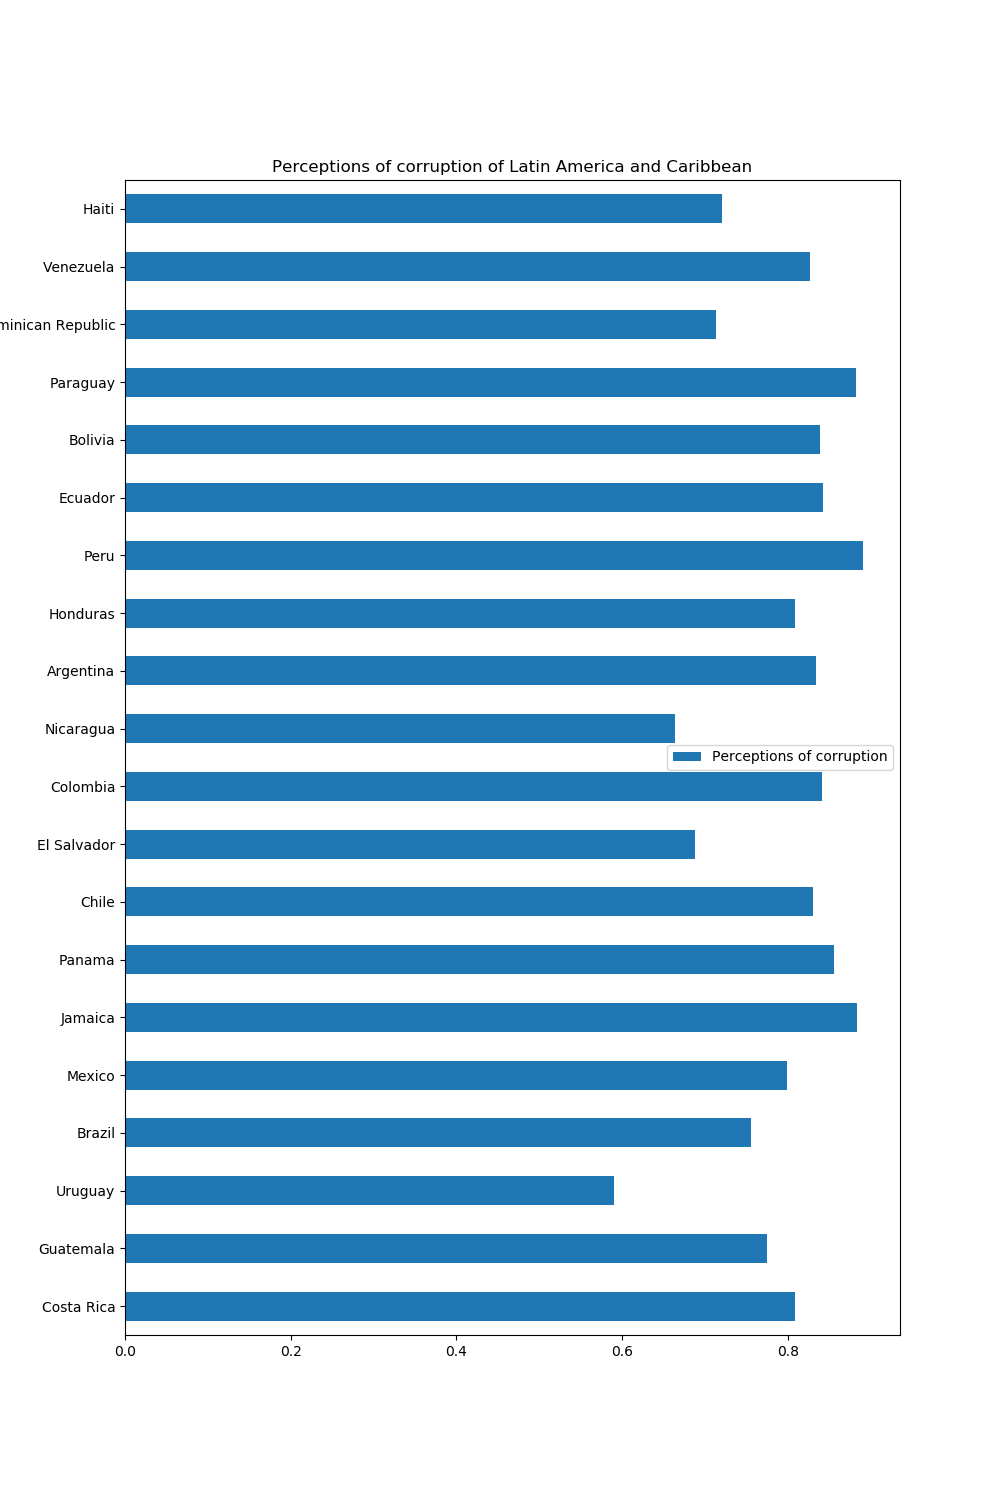 Perceptions of corruption of Latin America and Caribbean
Haiti
Venezuela
Republic
Paraguay
Bolivia
Ecuador
Peru
Honduras
Argentina
Nicaragua
Perceptions of corruption
Colombia
El Salvador
Chile
Panama
Jamaica
Mexico
Brazil
Uruguay
Guatemala
Costa Rica
0.0 0.2 0.4 0.6 0.8